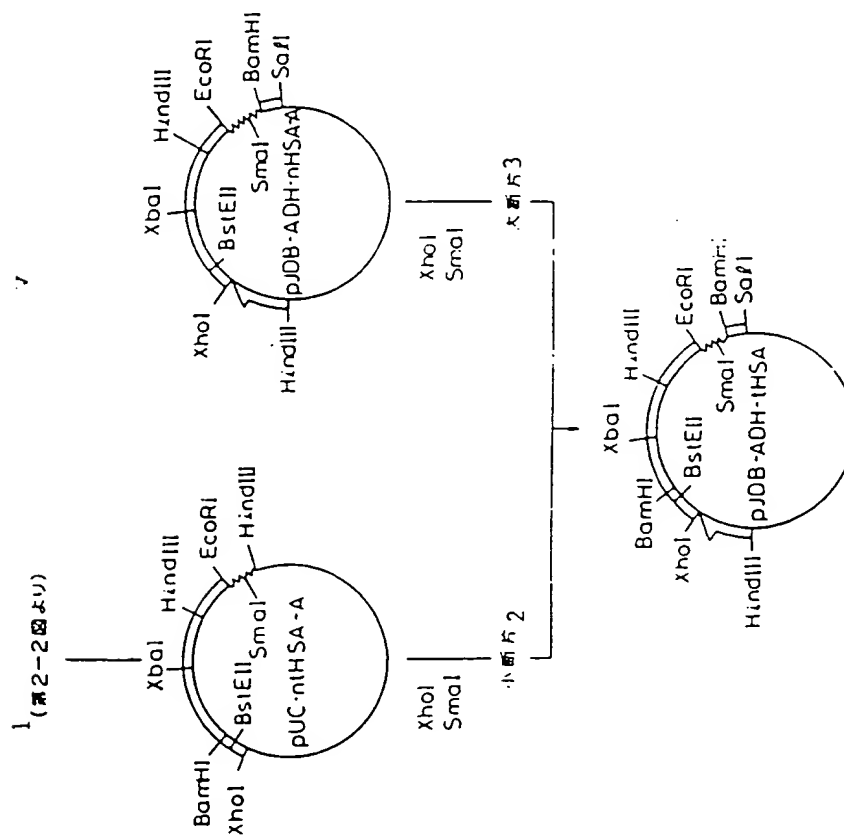 1
(第2-2図より)
XbaI
HindIII
EcoRI
HindIII
SmaI
BstEII
BamHI
XhoI
pUC·ntHSA-A
XhoI
SmaI
小断片2
XbaI
HindIII
EcoRI
BamHI
SalI
SmaI
BstEII
XhoI
HindIII
pJDB-ADH·nHSA-A
XhoI
SmaI
大断片3
XbaI
HindIII
EcoRI
BamHI
SalI
SmaI
BstEII
BamHI
XhoI
HindIII
pJDB-ADH-tHSA